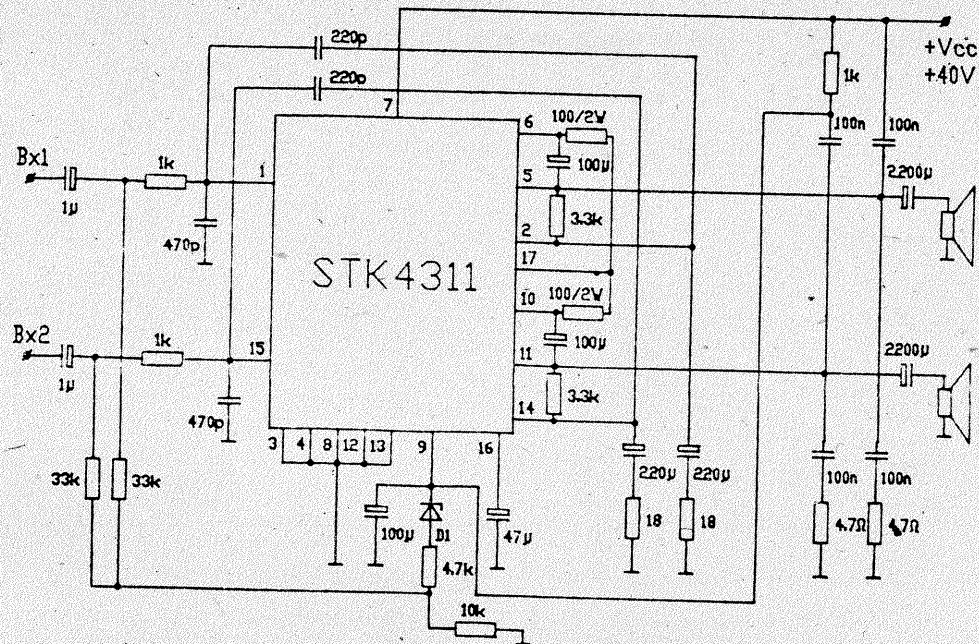 220p
220p
7
+Vcc
+40V
1k
100n
100n
6
100/2W
100µ
5
2200µ
3.3k
2
17
100/2W
10
100µ
11
2200µ
3.3k
14
Bx1
1µ
1k
1
470p
STK4311
Bx2
1µ
1k
15
470p
3
4
8
12
13
9
16
33k
33k
100µ
D1
47µ
4.7k
10k
220µ
220µ
18
18
100n
100n
4.7Ω
4.7Ω